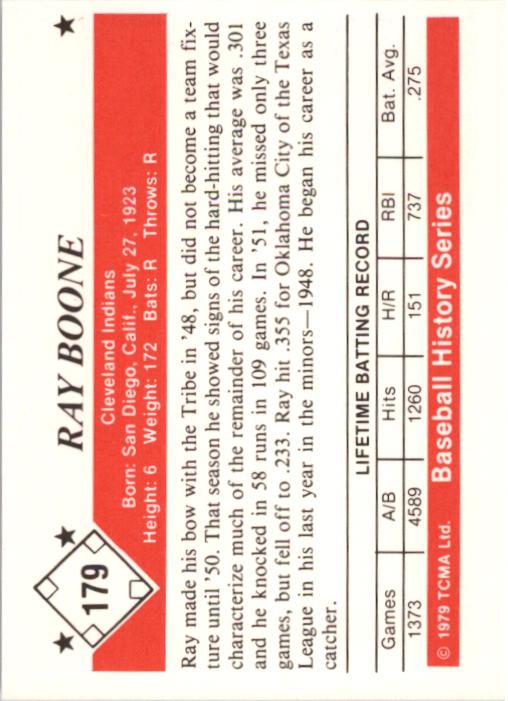 179
RAY BOONE
Cleveland Indians
Born: San Diego, Calif., July 27, 1923
Height: 6 Weight: 172 Bats: R Throws: R
Ray made his bow with the Tribe in '48, but did not become a team fix-
ture until '50. That season he showed signs of the hard-hitting that would
characterize much of the remainder of his career. His average was .301
and he knocked in 58 runs in 109 games. In '51, he missed only three
games, but fell off to .233. Ray hit .355 for Oklahoma City of the Texas
League in his last year in the minors—1948. He began his career as a
catcher.
LIFETIME BATTING RECORD
Games A/B Hits H/R RBI Bat. Avg.
1373 4589 1260 151 737 .275
© 1979 TCMA Ltd. Baseball History Series